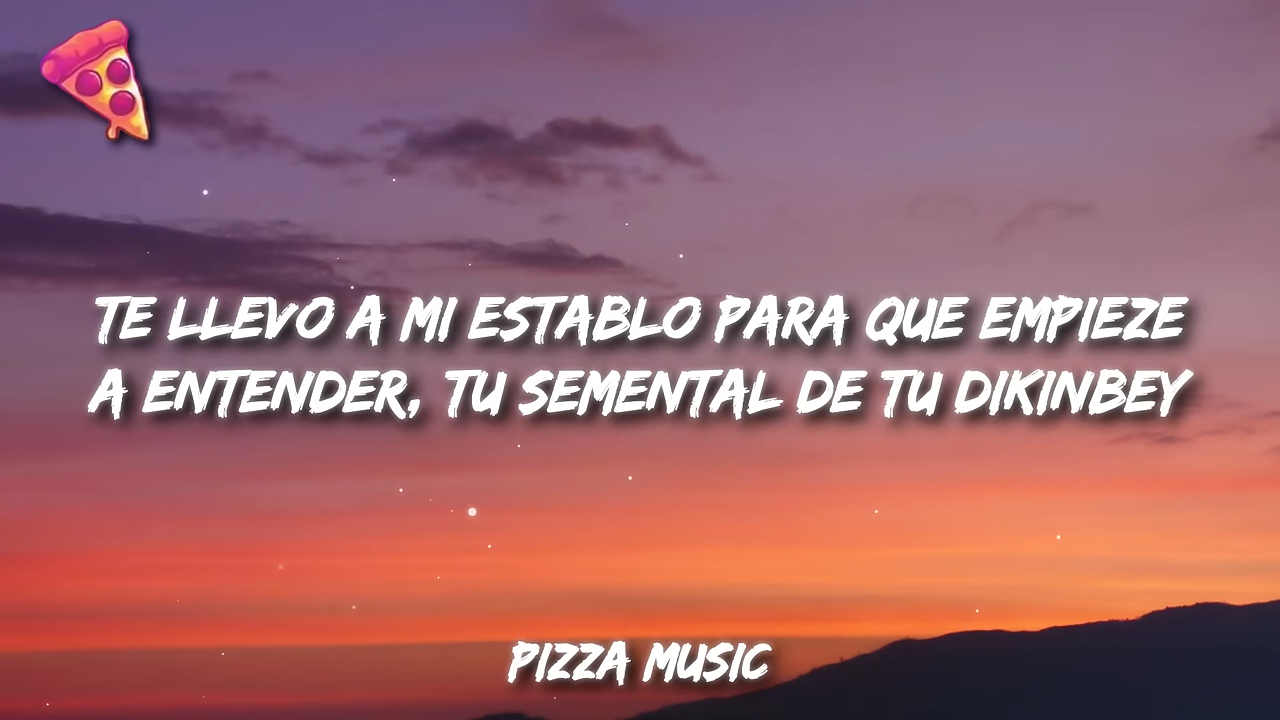 TE LLEVO A MI ESTABLO PARA QUE EMPIEZE
A ENTENDER, TU SEMENTAL DE TU DIKINBEY
PIZZA MUSIC